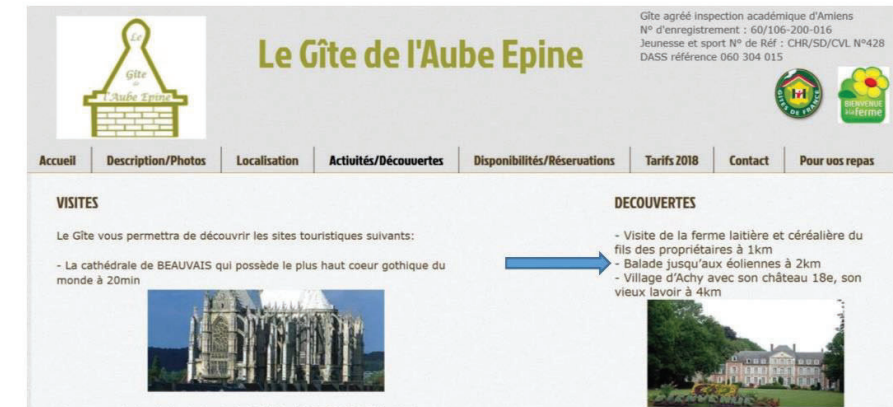 Le
Gîte
de
l'Aube Epine
Le Gîte de l'Aube Epine
Gîte agréé inspection académique d'Amiens
N° d'enregistrement : 60/106-200-016
Jeunesse et sport N° de Réf : CHR/SD/CVL N°428
DASS référence 060 304 015
GITES DE FRANCE
BIENVENUE
à la ferme
Accueil Description/Photos Localisation Activités/Découvertes Disponibilités/Réservations Tarifs 2018 Contact Pour vos repas
VISITES
Le Gîte vous permettra de découvrir les sites touristiques suivants:
- La cathédrale de BEAUVAIS qui possède le plus haut coeur gothique du
monde à 20min
DECOUVERTES
- Visite de la ferme laitière et céréalière du
fils des propriétaires à 1km
- Balade jusqu'aux éoliennes à 2km
- Village d'Achy avec son château 18e, son
vieux lavoir à 4km